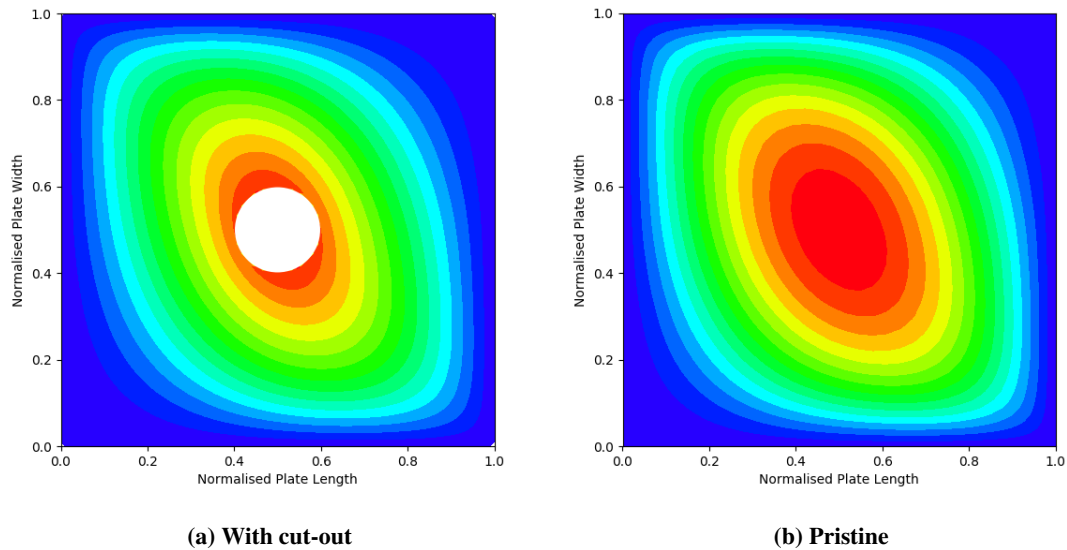 1.0
0.8
0.6
0.4
0.2
0.0
Normalised Plate Width
0.0 0.2 0.4 0.6 0.8 1.0
Normalised Plate Length
(a) With cut-out
1.0
0.8
0.6
0.4
0.2
0.0
Normalised Plate Width
0.0 0.2 0.4 0.6 0.8 1.0
Normalised Plate Length
(b) Pristine